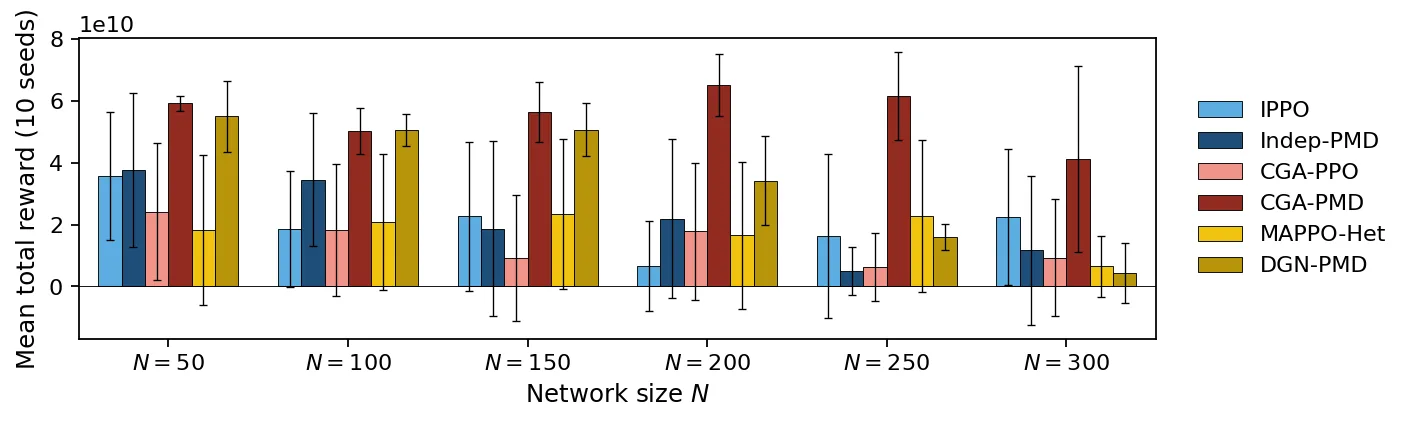 1e10
Mean total reward (10 seeds)
8
6
4
2
0
N = 50
N = 100
N = 150
N = 200
N = 250
N = 300
Network size N
IPPO
Indep-PMD
CGA-PPO
CGA-PMD
MAPPO-Het
DGN-PMD